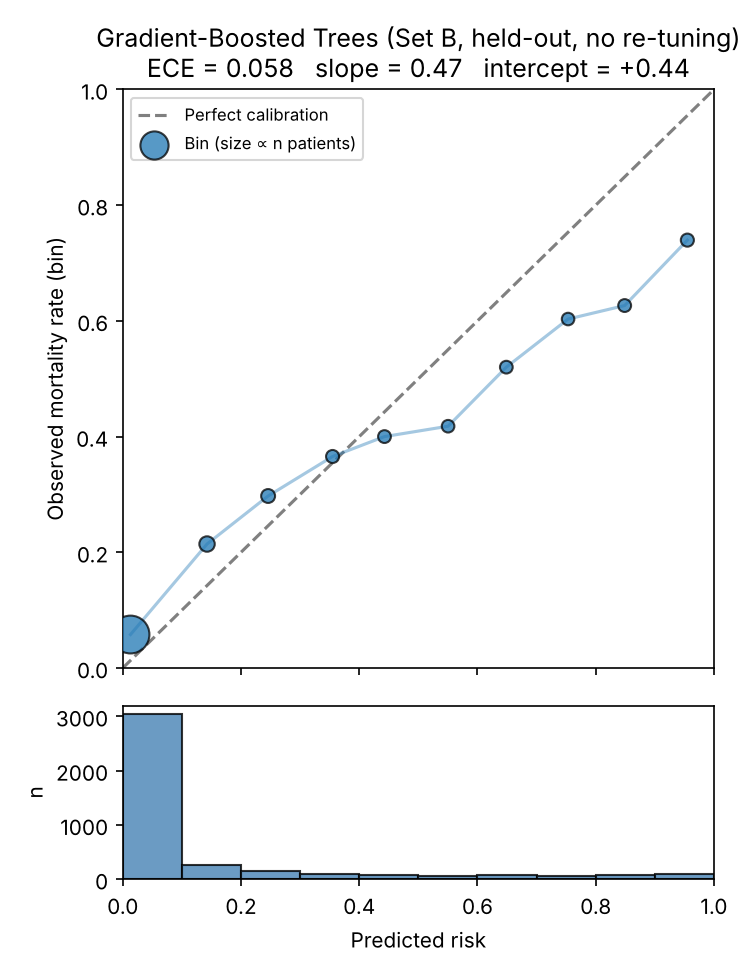 Gradient-Boosted Trees (Set B, held-out, no re-tuning)
ECE = 0.058   slope = 0.47   intercept = +0.44
Perfect calibration
Bin (size ∝ n patients)
Observed mortality rate (bin)
1.0
0.8
0.6
0.4
0.2
0.0
n
3000
2000
1000
0
0.0 0.2 0.4 0.6 0.8 1.0
Predicted risk